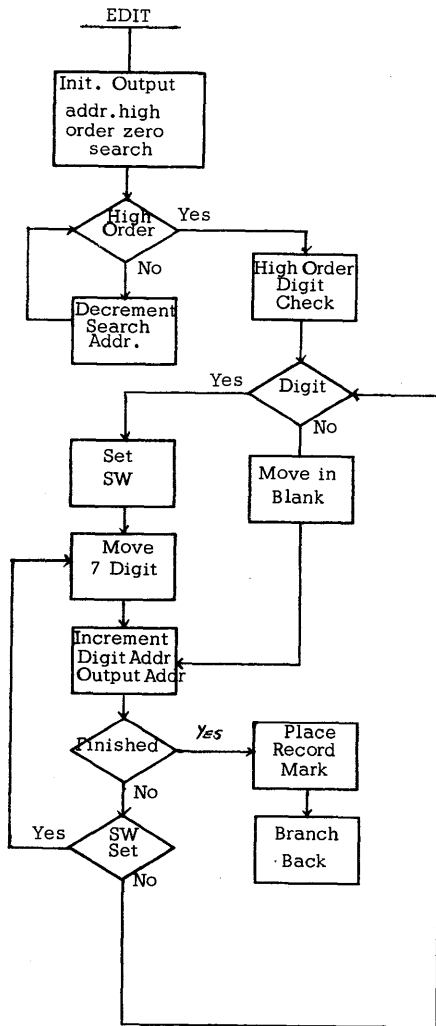 EDIT
Init. Output
addr.high
order zero
search
High
Order
Yes
No
Decrement
Search
Addr.
High Order
Digit
Check
Digit
Yes
No
Set
SW
Move in
Blank
Move
7 Digit
Increment
Digit Addr
Output Addr
Finished
YES
No
Place
Record
Mark
SW
Set
Yes
No
Branch
Back